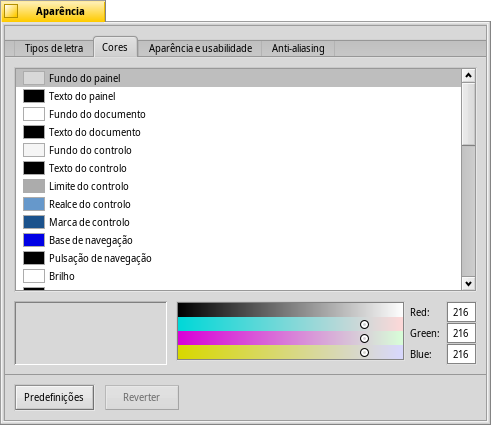 Aparência
Tipos de letra Cores Aparência e usabilidade Anti-aliasing
Fundo do painel
Texto do painel
Fundo do documento
Texto do documento
Fundo do controlo
Texto do controlo
Limite do controlo
Realce do controlo
Marca de controlo
Base de navegação
Pulsação de navegação
Brilho
Red: 216
Green: 216
Blue: 216
Predefinições Reverter